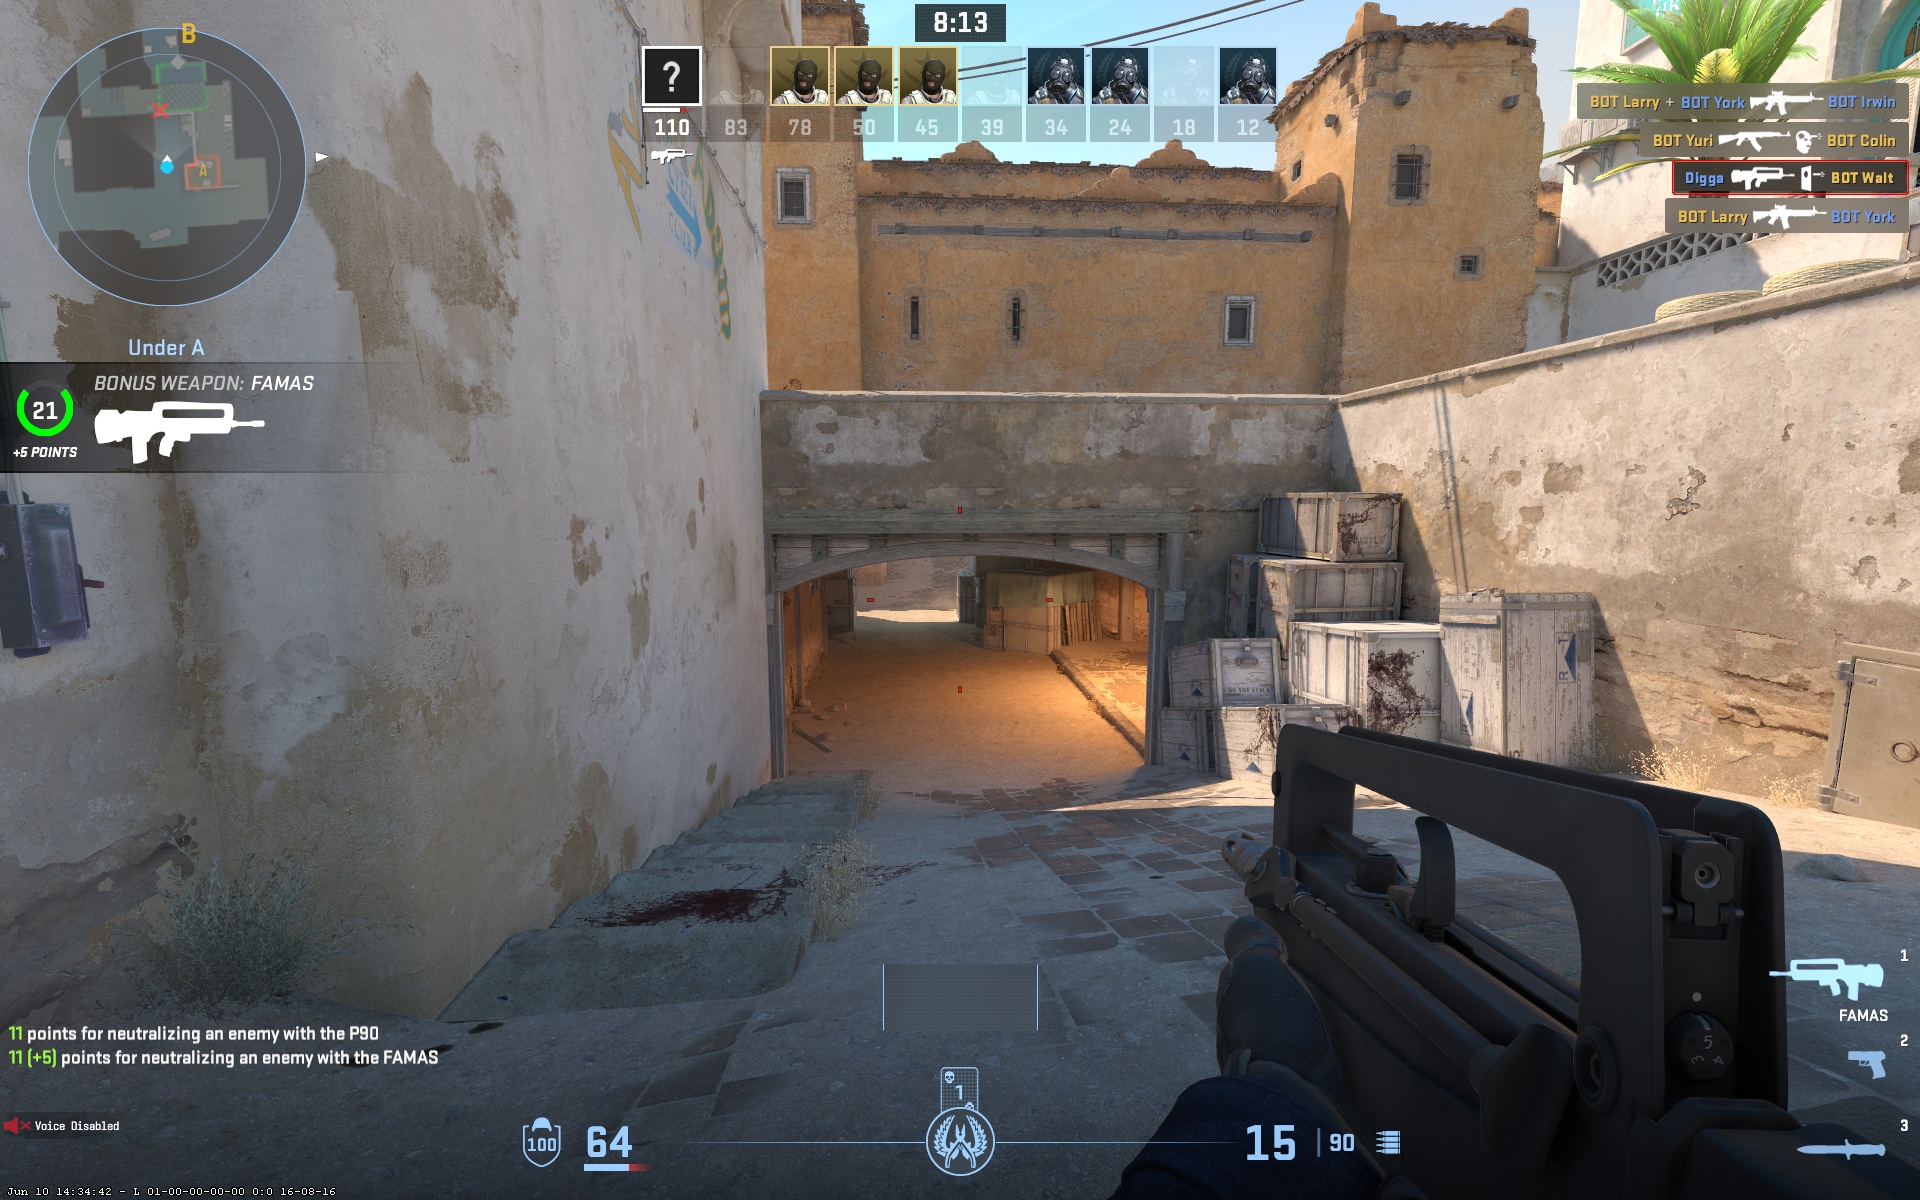 8:13
B
A
?
110 83 78 50 45 39 34 24 18 12
BOT Larry + BOT York BOT Irwin
BOT Yuri BOT Colin
Digga BOT Walt
BOT Larry BOT York
Under A
BONUS WEAPON: FAMAS
21
+5 POINTS
11 points for neutralizing an enemy with the P90
11 (+5) points for neutralizing an enemy with the FAMAS
Voice Disabled
100 64
1
15 | 90
1
FAMAS
2
3
5
Jun 10 14:34:42 - L 01-00-00-00-00 0:0 16-08-16